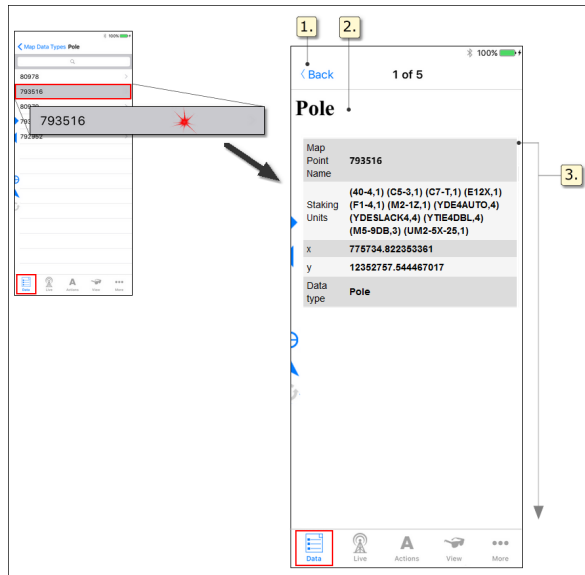 100%
Map Data Types Pole
80978
793516
793516
Data
Live
Actions
View
More
1.
2.
100%
Back
1 of 5
Pole
Map Point Name
793516
Staking Units
(40-4,1) (C5-3,1) (C7-T,1) (E12X,1)
(F1-4,1) (M2-1Z,1) (YDE4AUTO,4)
(YDESLACK4,4) (YTIE4DBL,4)
(M5-9DB,3) (UM2-5X-25,1)
x
775734.822353361
y
12352757.544467017
Data type
Pole
3.
Data
Live
Actions
View
More